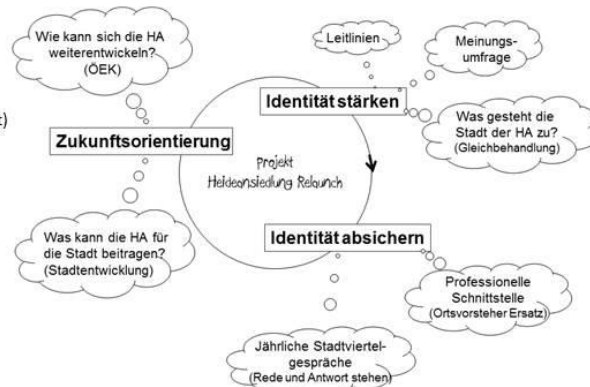 Wie kann sich die HA
weiterentwickeln?
(ÖEK)
t)
Zukunftsorientierung
Was kann die HA für
die Stadt beitragen?
(Stadtentwicklung)
Projekt
Heideansiedlung Relaunch
Leitlinien
Meinungs-
umfrage
Identität stärken
Was gesteht die
Stadt der HA zu?
(Gleichbehandlung)
Identität absichern
Professionelle
Schnittstelle
(Ortsvorsteher Ersatz)
Jährliche Stadtviertel-
gespräche
(Rede und Antwort stehen)